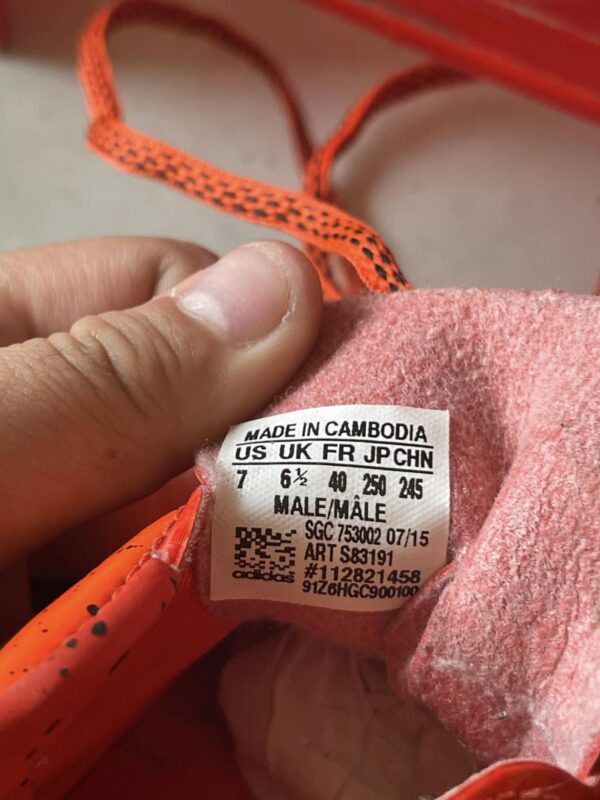 MADE IN CAMBODIA
US UK FR JP CHN
7 6½ 40 250 245
MALE/MÂLE
SGC 753002 07/15
ART S83191
adidas #112821458
91Z6HGC900100